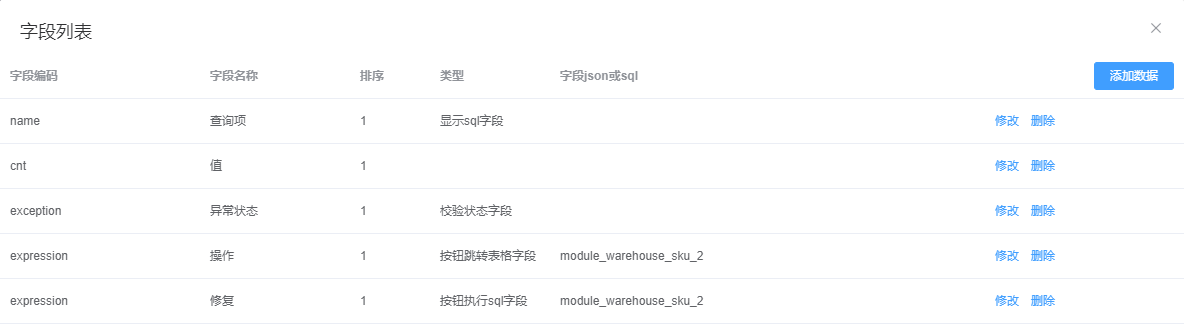 字段列表
字段编码 字段名称 排序 类型 字段json或sql 添加数据
name 查询项 1 显示sql字段 修改 删除
cnt 值 1 修改 删除
exception 异常状态 1 校验状态字段 修改 删除
expression 操作 1 按钮跳转表格字段 module_warehouse_sku_2 修改 删除
expression 修复 1 按钮执行sql字段 module_warehouse_sku_2 修改 删除